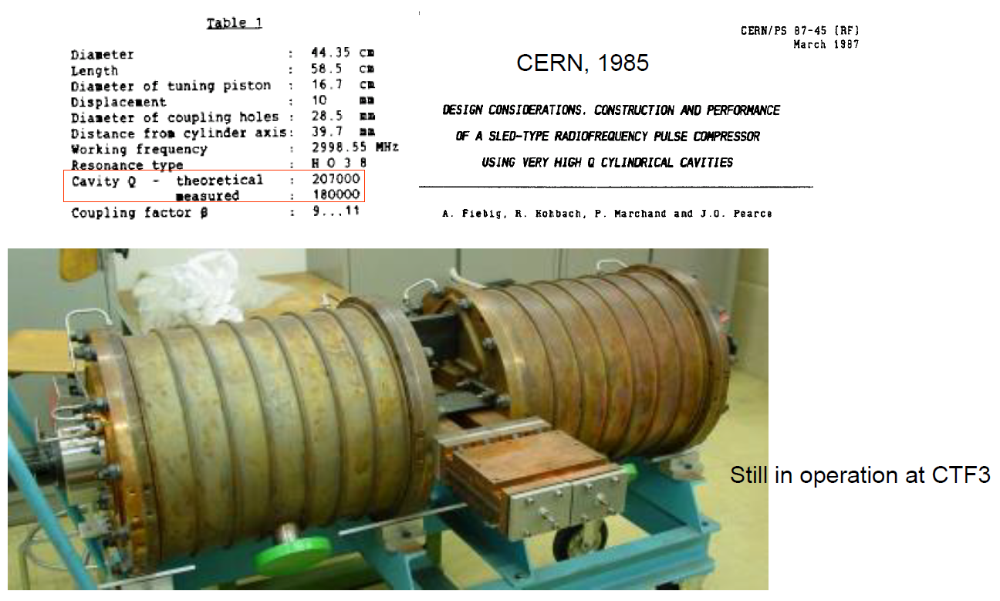 Table 1
Diameter : 44.35 cm
Length : 58.5 cm
Diameter of tuning piston : 16.7 cm
Displacement : 10 mm
Diameter of coupling holes : 28.5 mm
Distance from cylinder axis: 39.7 mm
Working frequency : 2998.55 MHz
Resonance type : H 0 3 8
Cavity Q - theoretical : 207000
measured : 180000
Coupling factor β : 9...11
CERN/PS 87-45 (RF)
March 1987
CERN, 1985
DESIGN CONSIDERATIONS, CONSTRUCTION AND PERFORMANCE
OF A SLED-TYPE RADIOFREQUENCY PULSE COMPRESSOR
USING VERY HIGH Q CYLINDRICAL CAVITIES
A. Fiebig, R. Hohbach, P. Marchand and J.O. Pearce
Still in operation at CTF3